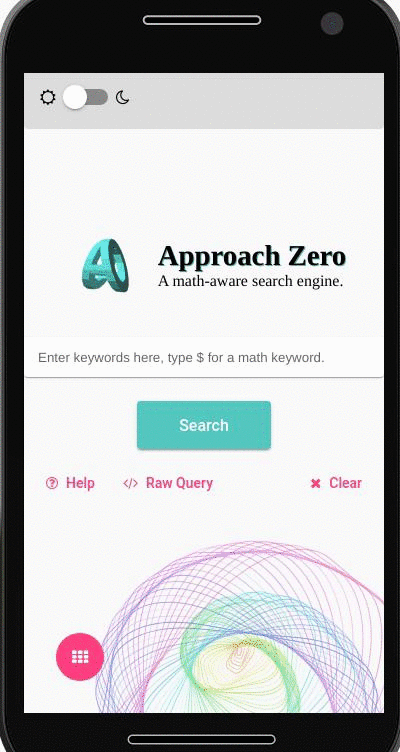 Approach Zero
A math-aware search engine.
Enter keywords here, type $ for a math keyword.
Search
Help Raw Query Clear